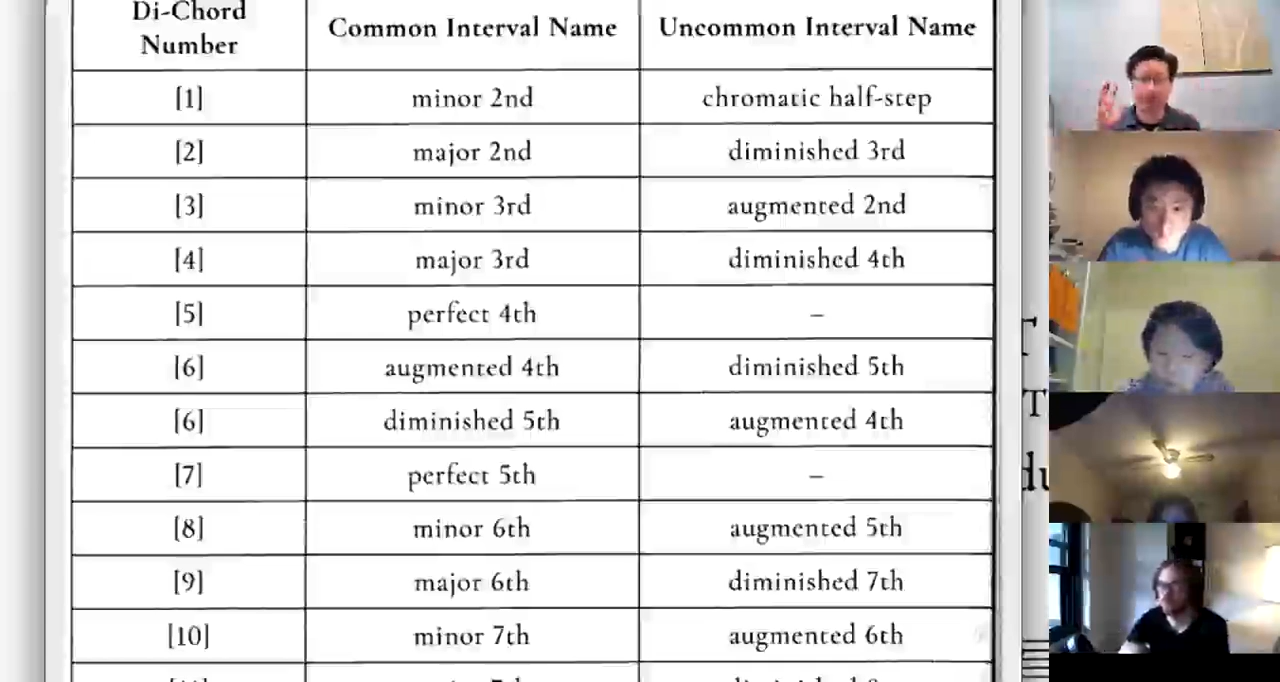 Di-Chord Number Common Interval Name Uncommon Interval Name
[1] minor 2nd chromatic half-step
[2] major 2nd diminished 3rd
[3] minor 3rd augmented 2nd
[4] major 3rd diminished 4th
[5] perfect 4th –
[6] augmented 4th diminished 5th
[6] diminished 5th augmented 4th
[7] perfect 5th –
[8] minor 6th augmented 5th
[9] major 6th diminished 7th
[10] minor 7th augmented 6th